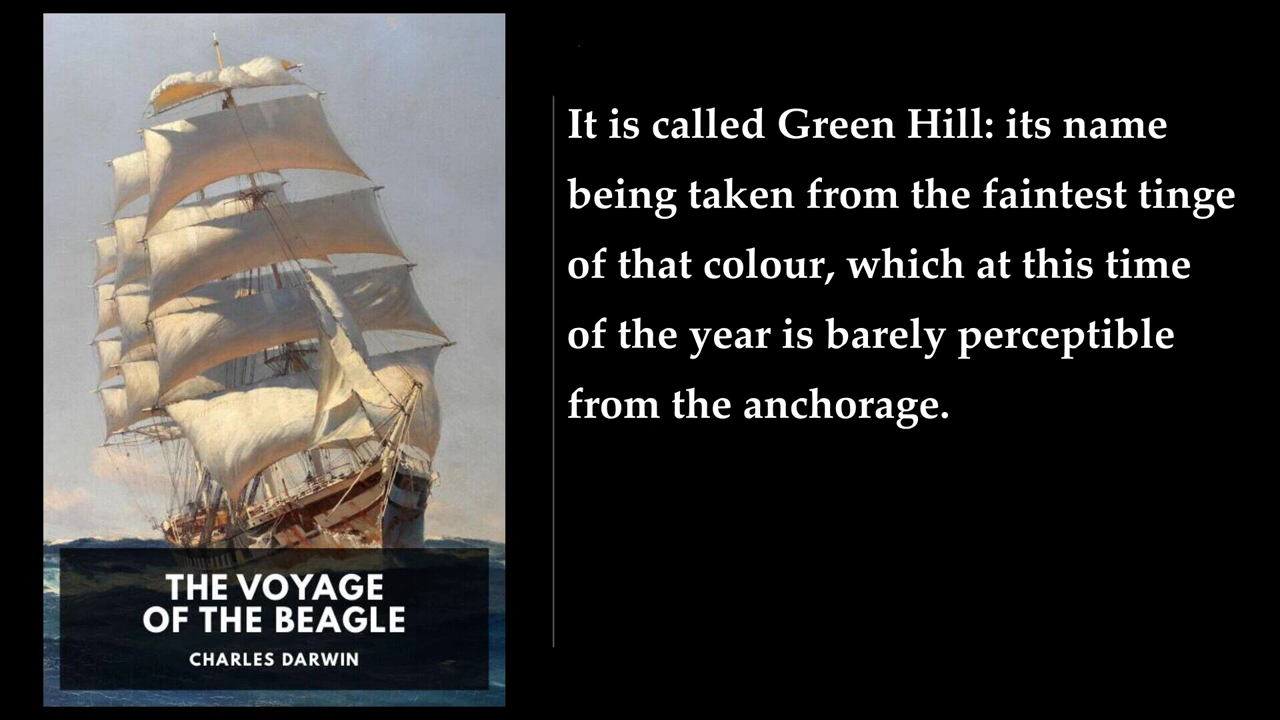 THE VOYAGE
OF THE BEAGLE
CHARLES DARWIN
It is called Green Hill: its name
being taken from the faintest tinge
of that colour, which at this time
of the year is barely perceptible
from the anchorage.